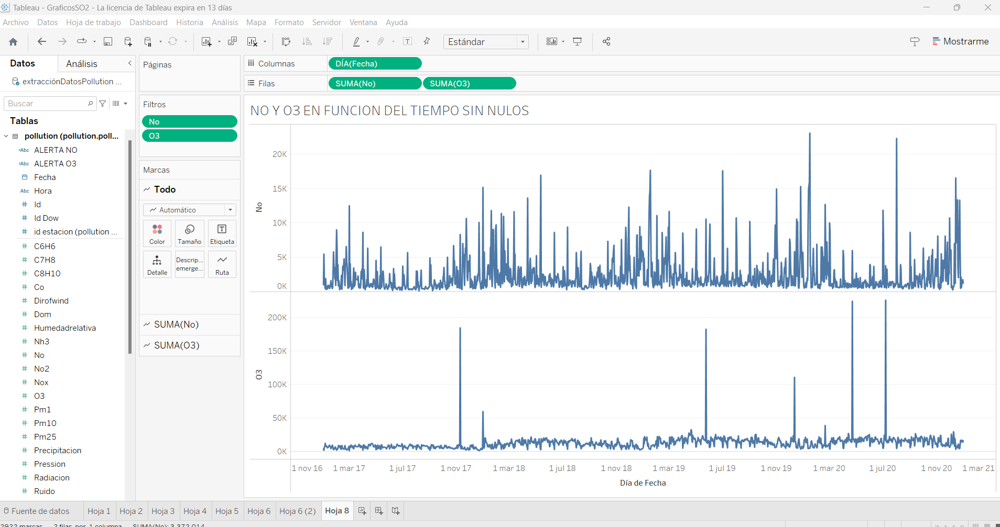 Tableau - GraficosSO2 - La licencia de Tableau expira en 13 días
Archivo Datos Hoja de trabajo Dashboard Historia Análisis Mapa Formato Servidor Ventana Ayuda
Estándar
Mostrarme
Datos Análisis
extracciónDatosPollution ...
Buscar
Tablas
pollution (pollution.poll...
Abc ALERTA NO
Abc ALERTA O3
Fecha
Abc Hora
Id
Id Dow
id estacion (pollution ...
C6H6
C7H8
C8H10
Co
Dirofwind
Dom
Humedadrelativa
Nh3
No
No2
Nox
O3
Pm1
Pm10
Pm25
Precipitacion
Pression
Radiacion
Ruido
Páginas
Filtros
No
O3
Marcas
Todo
Automático
Color Tamaño Etiqueta
Detalle Descrip... emerge... Ruta
SUMA(No)
SUMA(O3)
Columnas DÍA(Fecha)
Filas SUMA(No) SUMA(O3)
NO Y O3 EN FUNCION DEL TIEMPO SIN NULOS
20K
15K
10K
5K
0K
No
200K
150K
100K
50K
0K
O3
1 nov 16 1 mar 17 1 jul 17 1 nov 17 1 mar 18 1 jul 18 1 nov 18 1 mar 19 1 jul 19 1 nov 19 1 mar 20 1 jul 20 1 nov 20 1 mar 21
Día de Fecha
Fuente de datos Hoja 1 Hoja 2 Hoja 3 Hoja 4 Hoja 5 Hoja 6 Hoja 6 (2) Hoja 8
2922 marcas 2 filas por 1 columna SUMA(No): 3.372.014